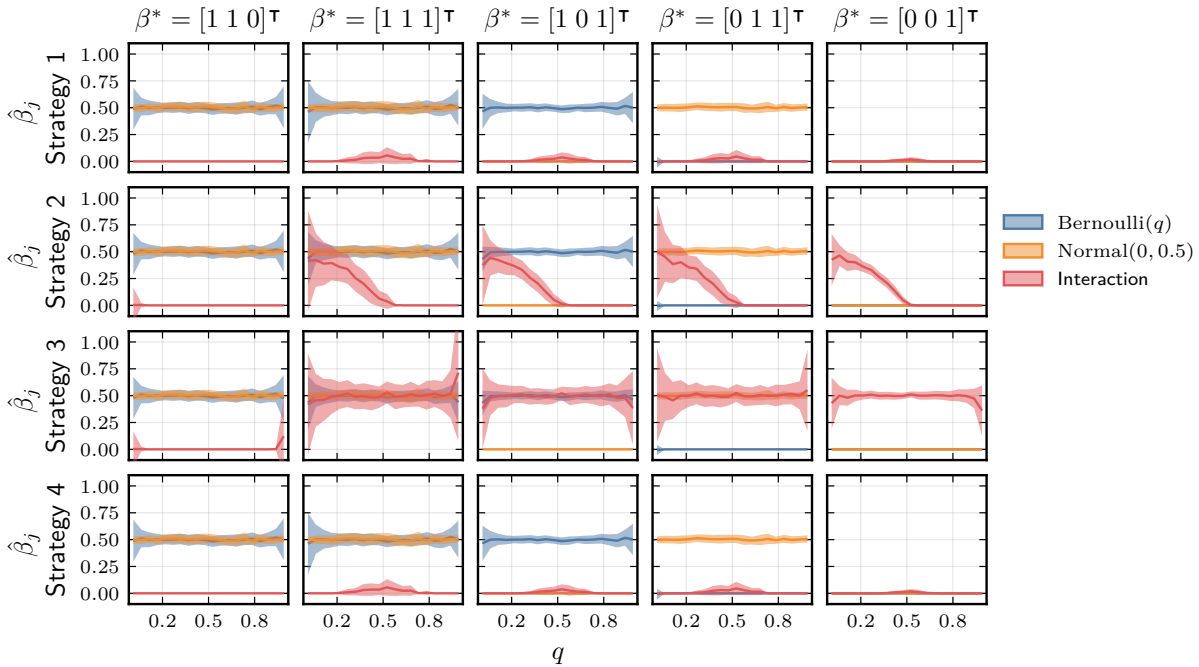 β* = [1 1 0]ᵀ β* = [1 1 1]ᵀ β* = [1 0 1]ᵀ β* = [0 1 1]ᵀ β* = [0 0 1]ᵀ
β̂ⱼ
Strategy 1
1.00
0.75
0.50
0.25
0.00
β̂ⱼ
Strategy 2
1.00
0.75
0.50
0.25
0.00
Bernoulli(q)
Normal(0, 0.5)
Interaction
β̂ⱼ
Strategy 3
1.00
0.75
0.50
0.25
0.00
β̂ⱼ
Strategy 4
1.00
0.75
0.50
0.25
0.00
0.2 0.5 0.8 0.2 0.5 0.8 0.2 0.5 0.8 0.2 0.5 0.8 0.2 0.5 0.8
q